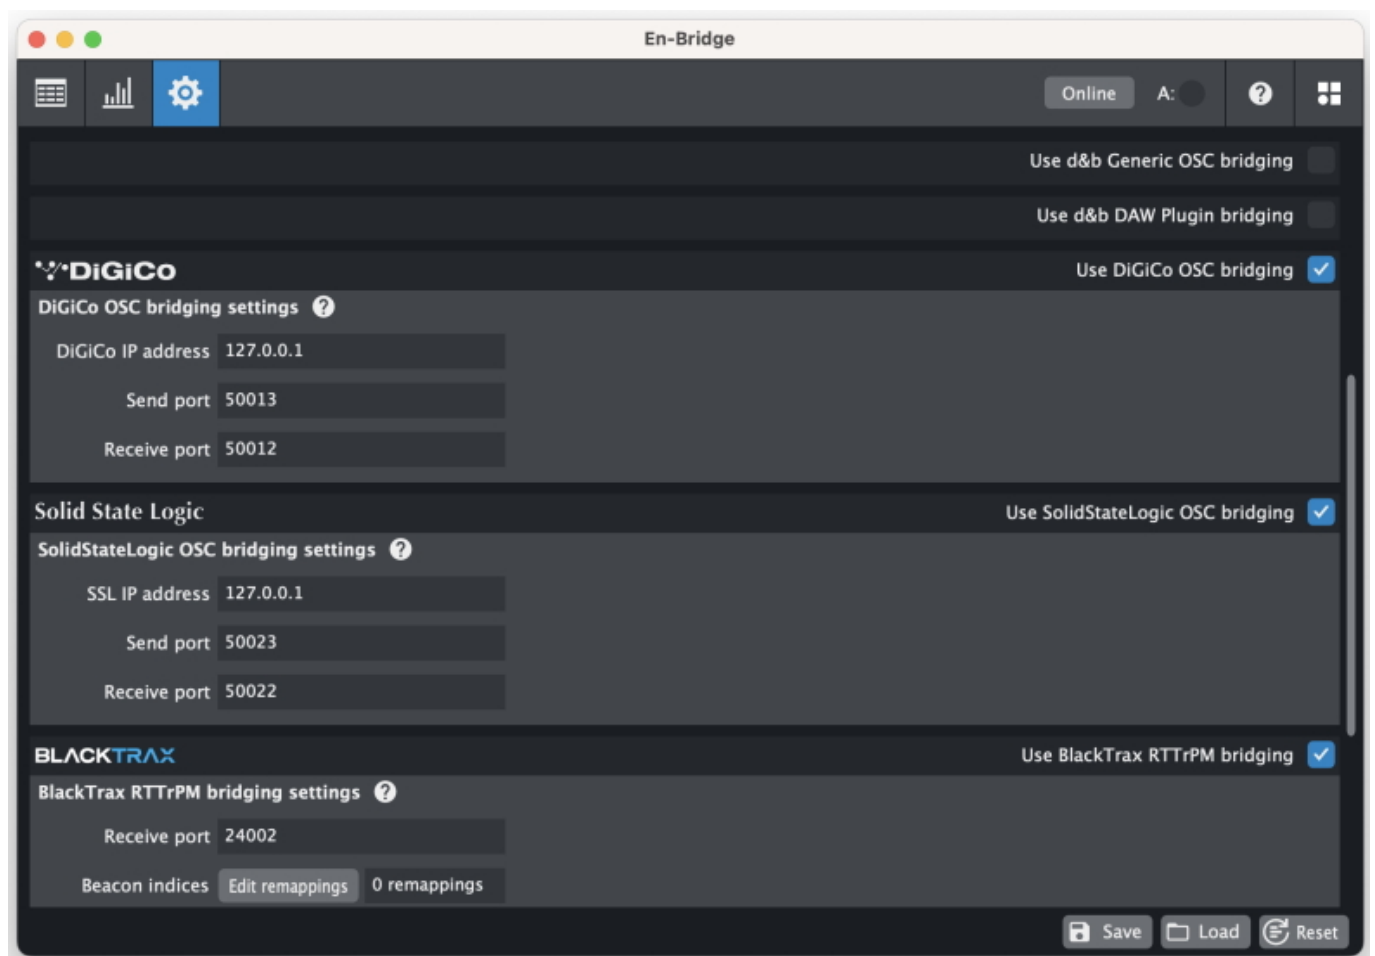 En-Bridge
Online A:
Use d&b Generic OSC bridging
Use d&b DAW Plugin bridging
DiGiCo Use DiGiCo OSC bridging
DiGiCo OSC bridging settings ?
DiGiCo IP address 127.0.0.1
Send port 50013
Receive port 50012
Solid State Logic Use SolidStateLogic OSC bridging
SolidStateLogic OSC bridging settings ?
SSL IP address 127.0.0.1
Send port 50023
Receive port 50022
BLACKTRAX Use BlackTrax RTTrPM bridging
BlackTrax RTTrPM bridging settings ?
Receive port 24002
Beacon indices Edit remappings 0 remappings
Save Load Reset